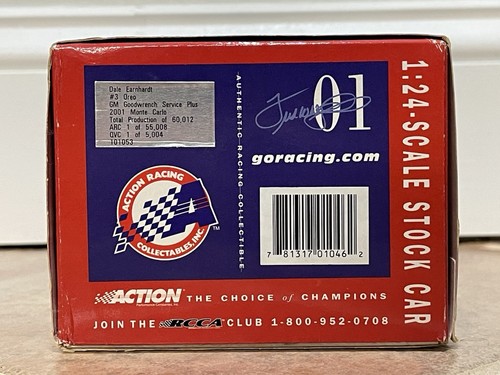 Dale Earnhardt
#3 Oreo
GM Goodwrench Service Plus
2001 Monte Carlo
Total Production of 60,012
ARC 1 of 55,008
QVC 1 of 5,004
101053
AUTHENTIC RACING COLLECTIBLE
01
goracing.com
ACTION RACING
A
COLLECTABLES, INC.
TM
7 81317 01046 2
1:24-SCALE STOCK CAR
ACTION THE CHOICE of CHAMPIONS
JOIN THE RCCA CLUB 1-800-952-0708